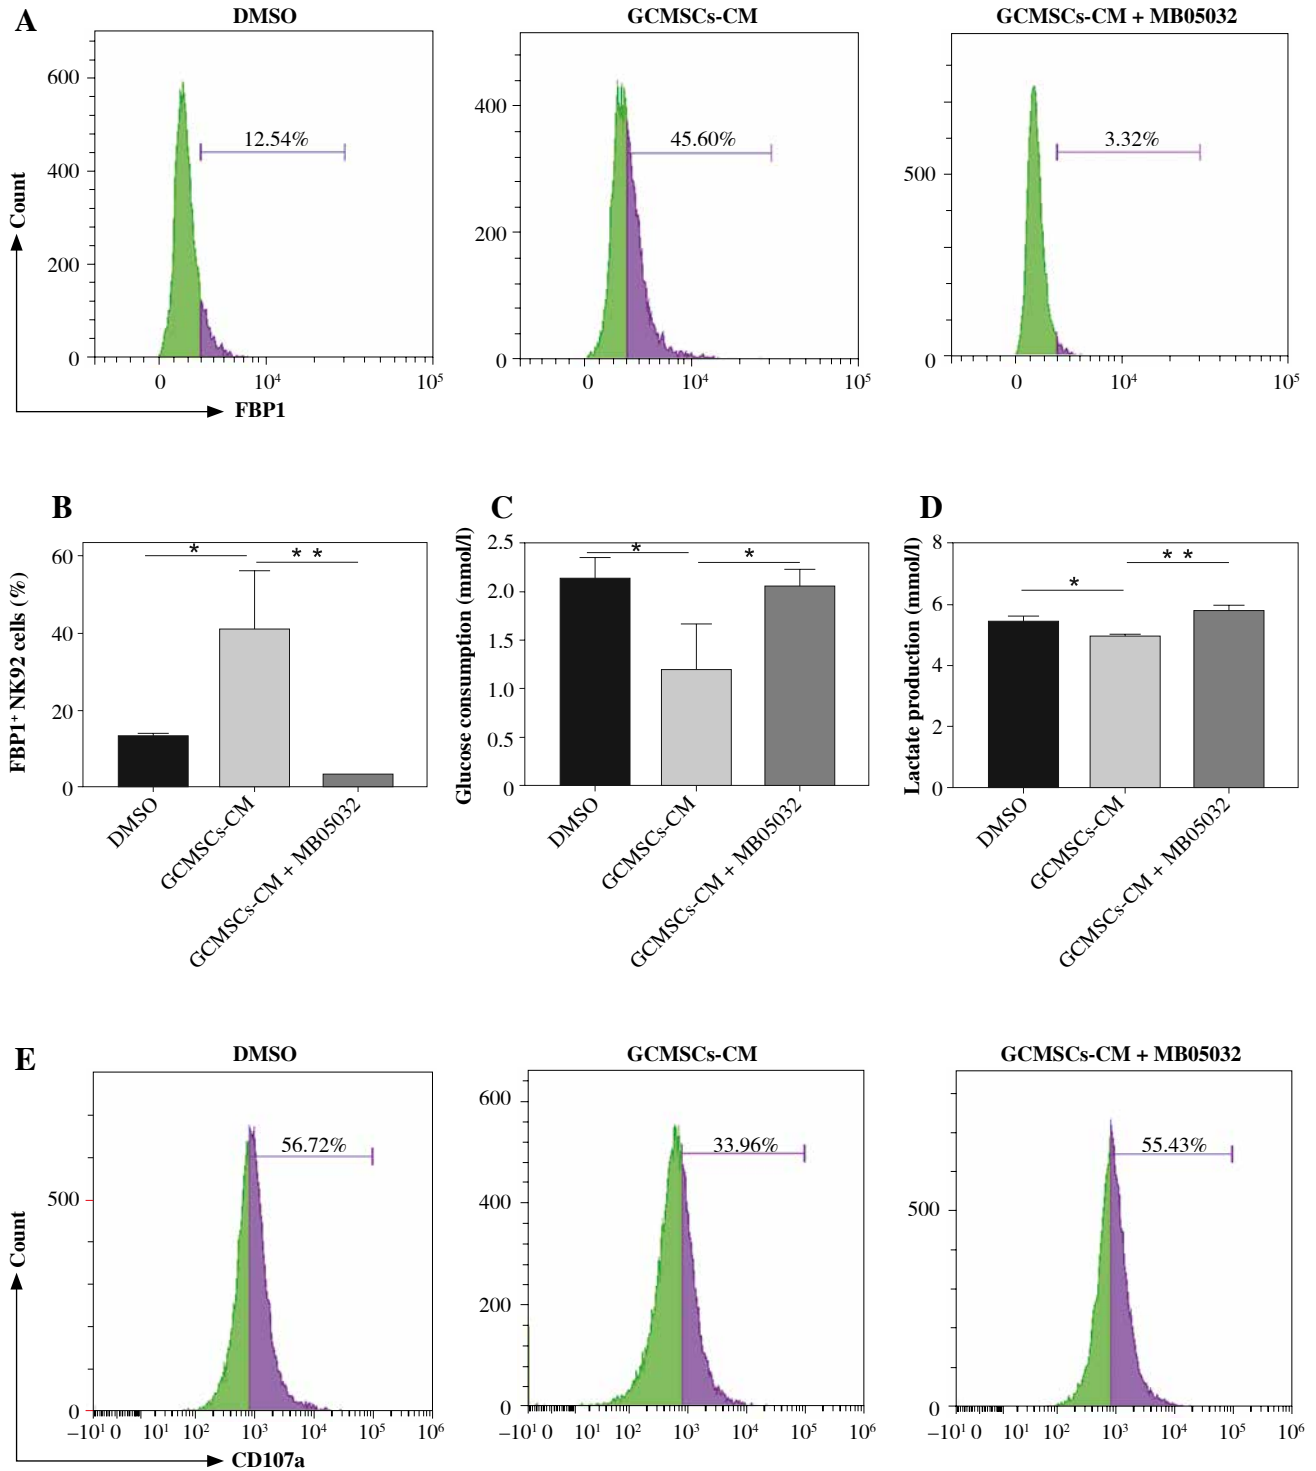 A
DMSO
GCMSCs-CM
GCMSCs-CM + MB05032
600
400
200
0
12.54%
0
10⁴
10⁵
400
200
0
45.60%
0
10⁴
10⁵
500
0
3.32%
0
10⁴
10⁵
Count
FBP1
B
FBP1⁺ NK92 cells (%)
60
40
20
0
*
* *
DMSO
GCMSCs-CM
GCMSCs-CM + MB05032
C
Glucose consumption (mmol/l)
2.5
2.0
1.5
1.0
0.5
0
*
*
DMSO
GCMSCs-CM
GCMSCs-CM + MB05032
D
Lactate production (mmol/l)
8
6
4
2
0
*
* *
DMSO
GCMSCs-CM
GCMSCs-CM + MB05032
E
DMSO
GCMSCs-CM
GCMSCs-CM + MB05032
500
0
56.72%
–10¹ 0 10¹ 10² 10³ 10⁴ 10⁵ 10⁶
600
400
200
0
33.96%
–10¹ 0 10¹ 10² 10³ 10⁴ 10⁵ 10⁶
500
0
55.43%
–10¹ 0 10¹ 10² 10³ 10⁴ 10⁵ 10⁶
Count
CD107a